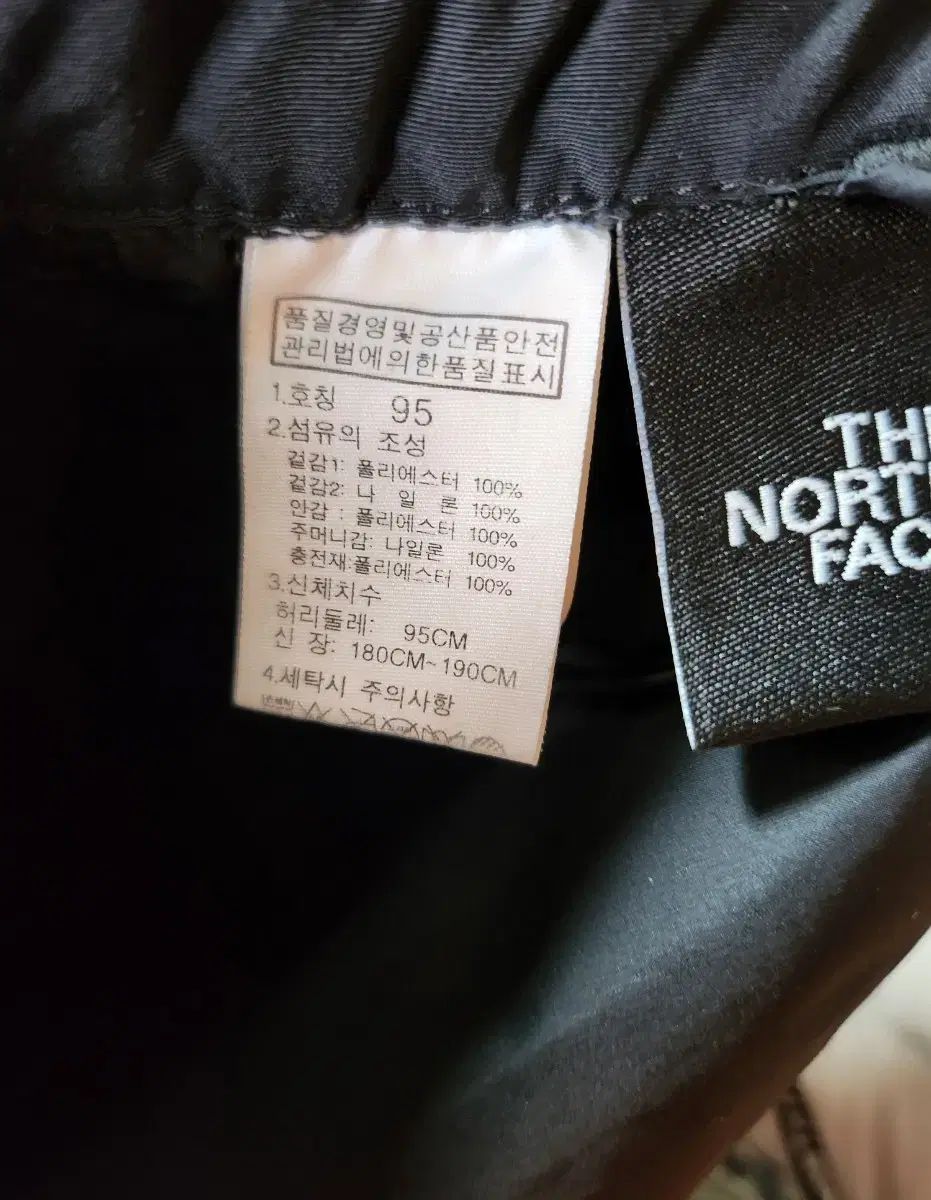 품질경영및공산품안전
관리법에의한품질표시
1.호칭 95
2.섬유의 조성
겉감1: 폴리에스터 100%
겉감2: 나 일 론 100%
안감 : 폴리에스터 100%
주머니감: 나일론 100%
충전재:폴리에스터 100%
3.신체치수
허리둘레: 95CM
신 장: 180CM~190CM
4.세탁시 주의사항
THE
NORT
FAC